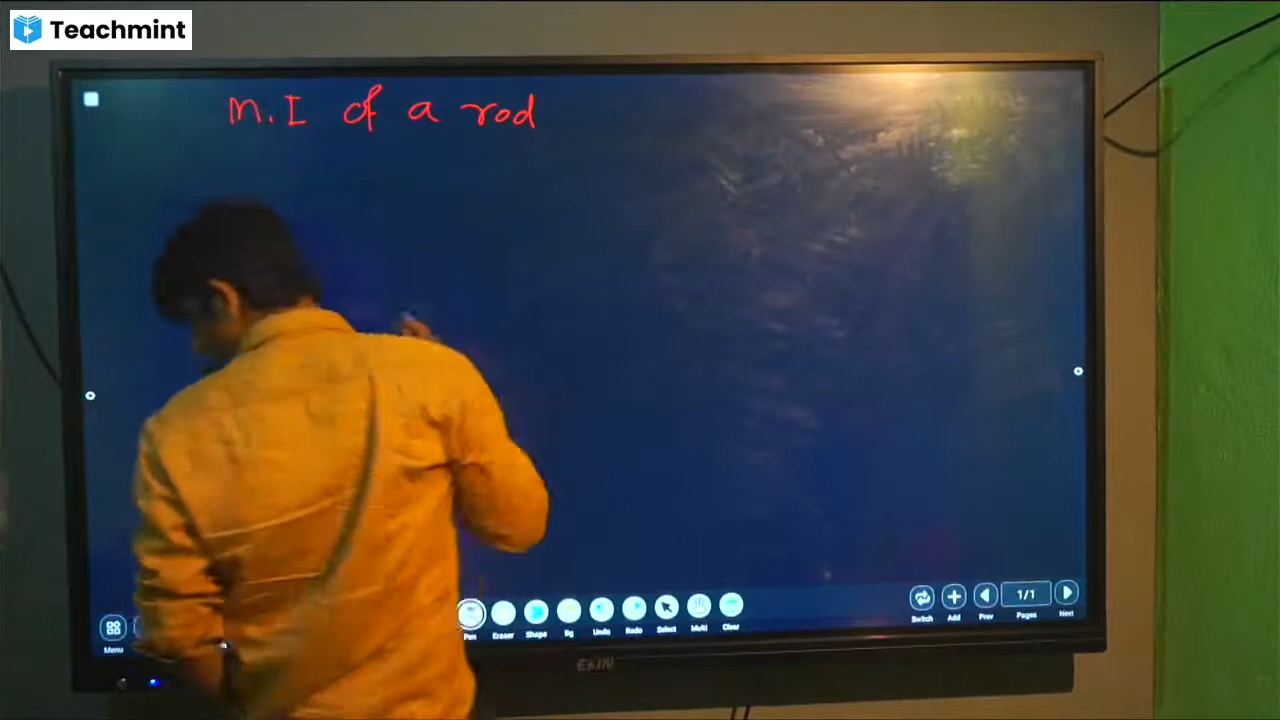 Teachmint
M.I of a rod
Menu
Pen Eraser Shape Bg Undo Redo Select Multi Clear
Switch Add Prev 1/1 Pages Next
EKIN